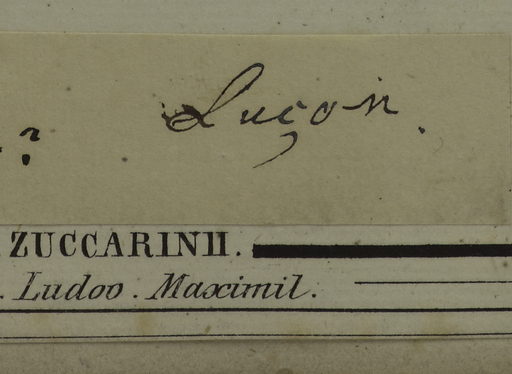 ? Luçon.
ZUCCARINII.
. Ludov. Maximil.